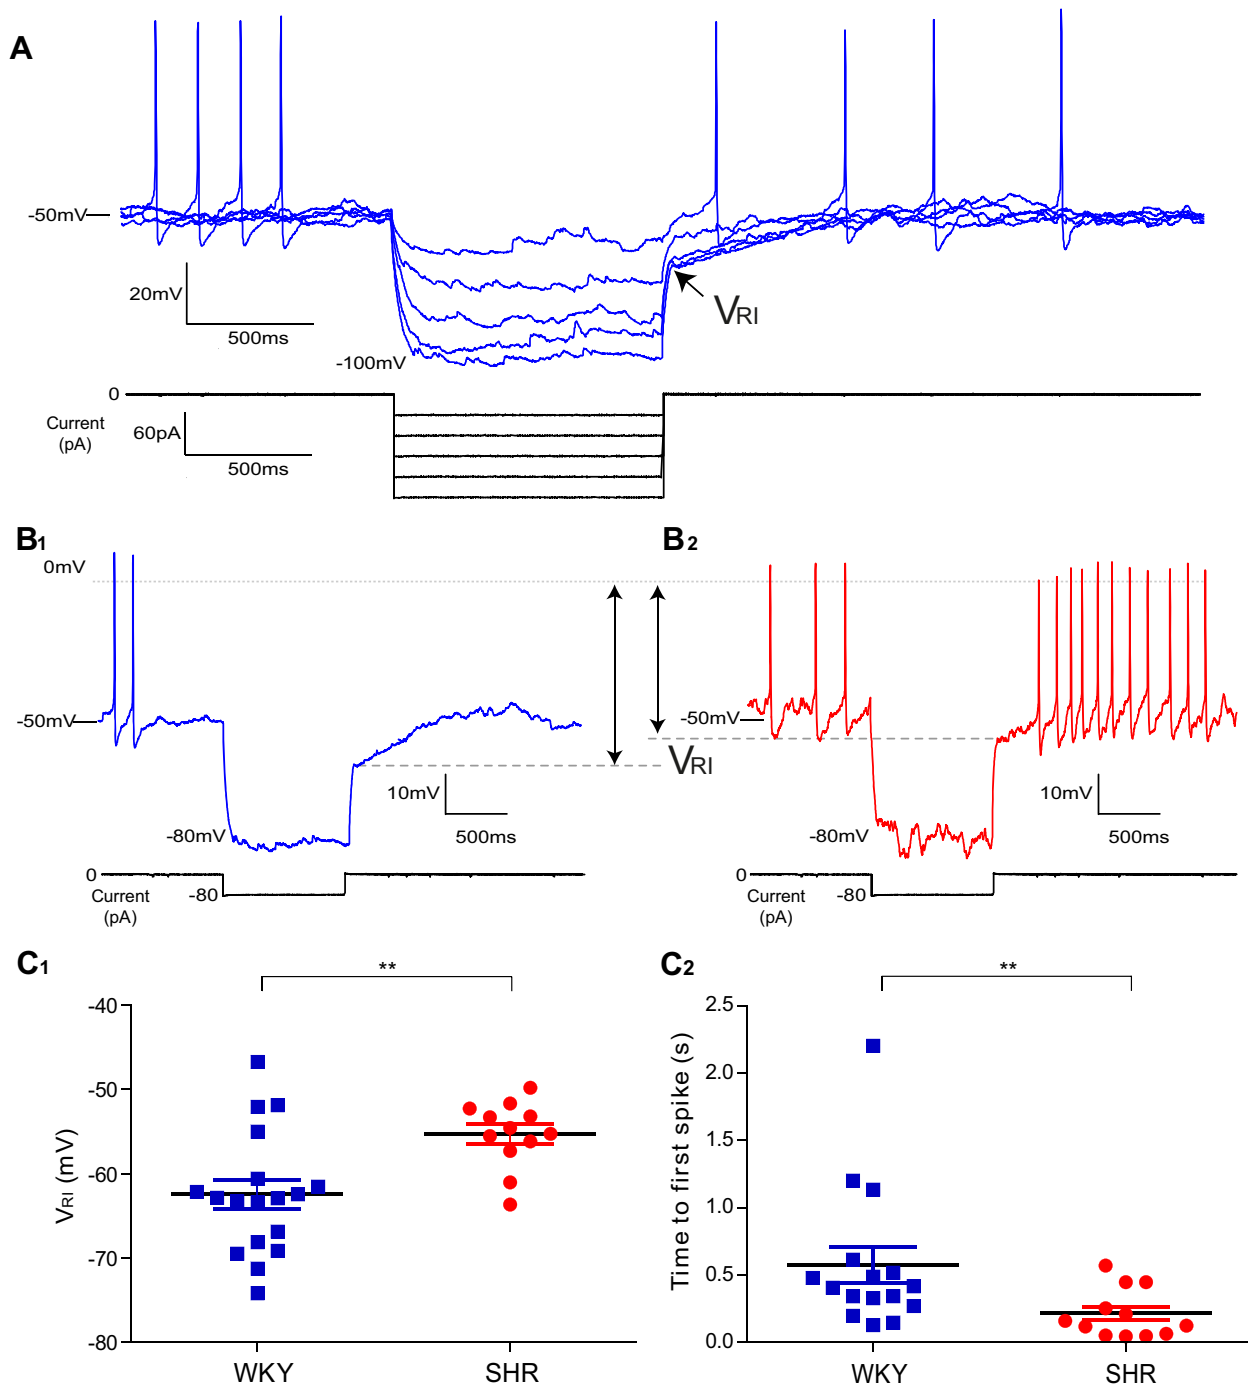 A
-50mV
20mV
500ms
VRI
-100mV
0
Current
(pA)
60pA
500ms
B1
0mV
-50mV
-80mV
10mV
500ms
0
Current
(pA)
-80
VRI
B2
-50mV
-80mV
10mV
500ms
0
Current
(pA)
-80
C1
**
VRI (mV)
-40
-50
-60
-70
-80
WKY
SHR
C2
**
Time to first spike (s)
2.5
2.0
1.5
1.0
0.5
0.0
WKY
SHR